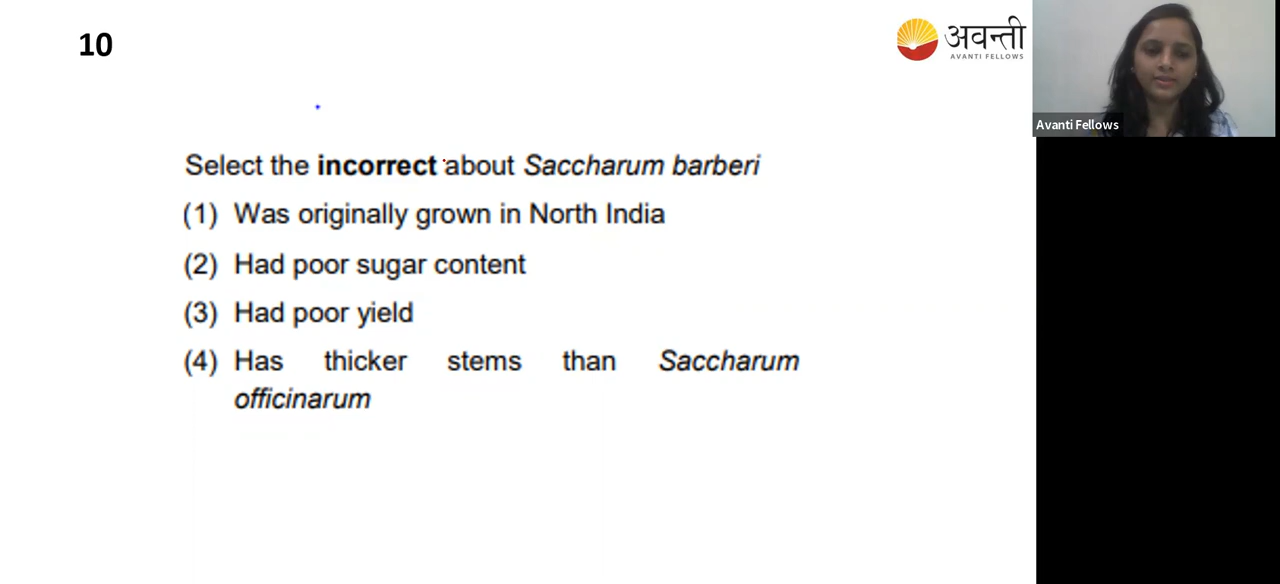 10
अवन्ती
AVANTI FELLOWS
Avanti Fellows
Select the incorrect about Saccharum barberi
(1) Was originally grown in North India
(2) Had poor sugar content
(3) Had poor yield
(4) Has thicker stems than Saccharum
officinarum